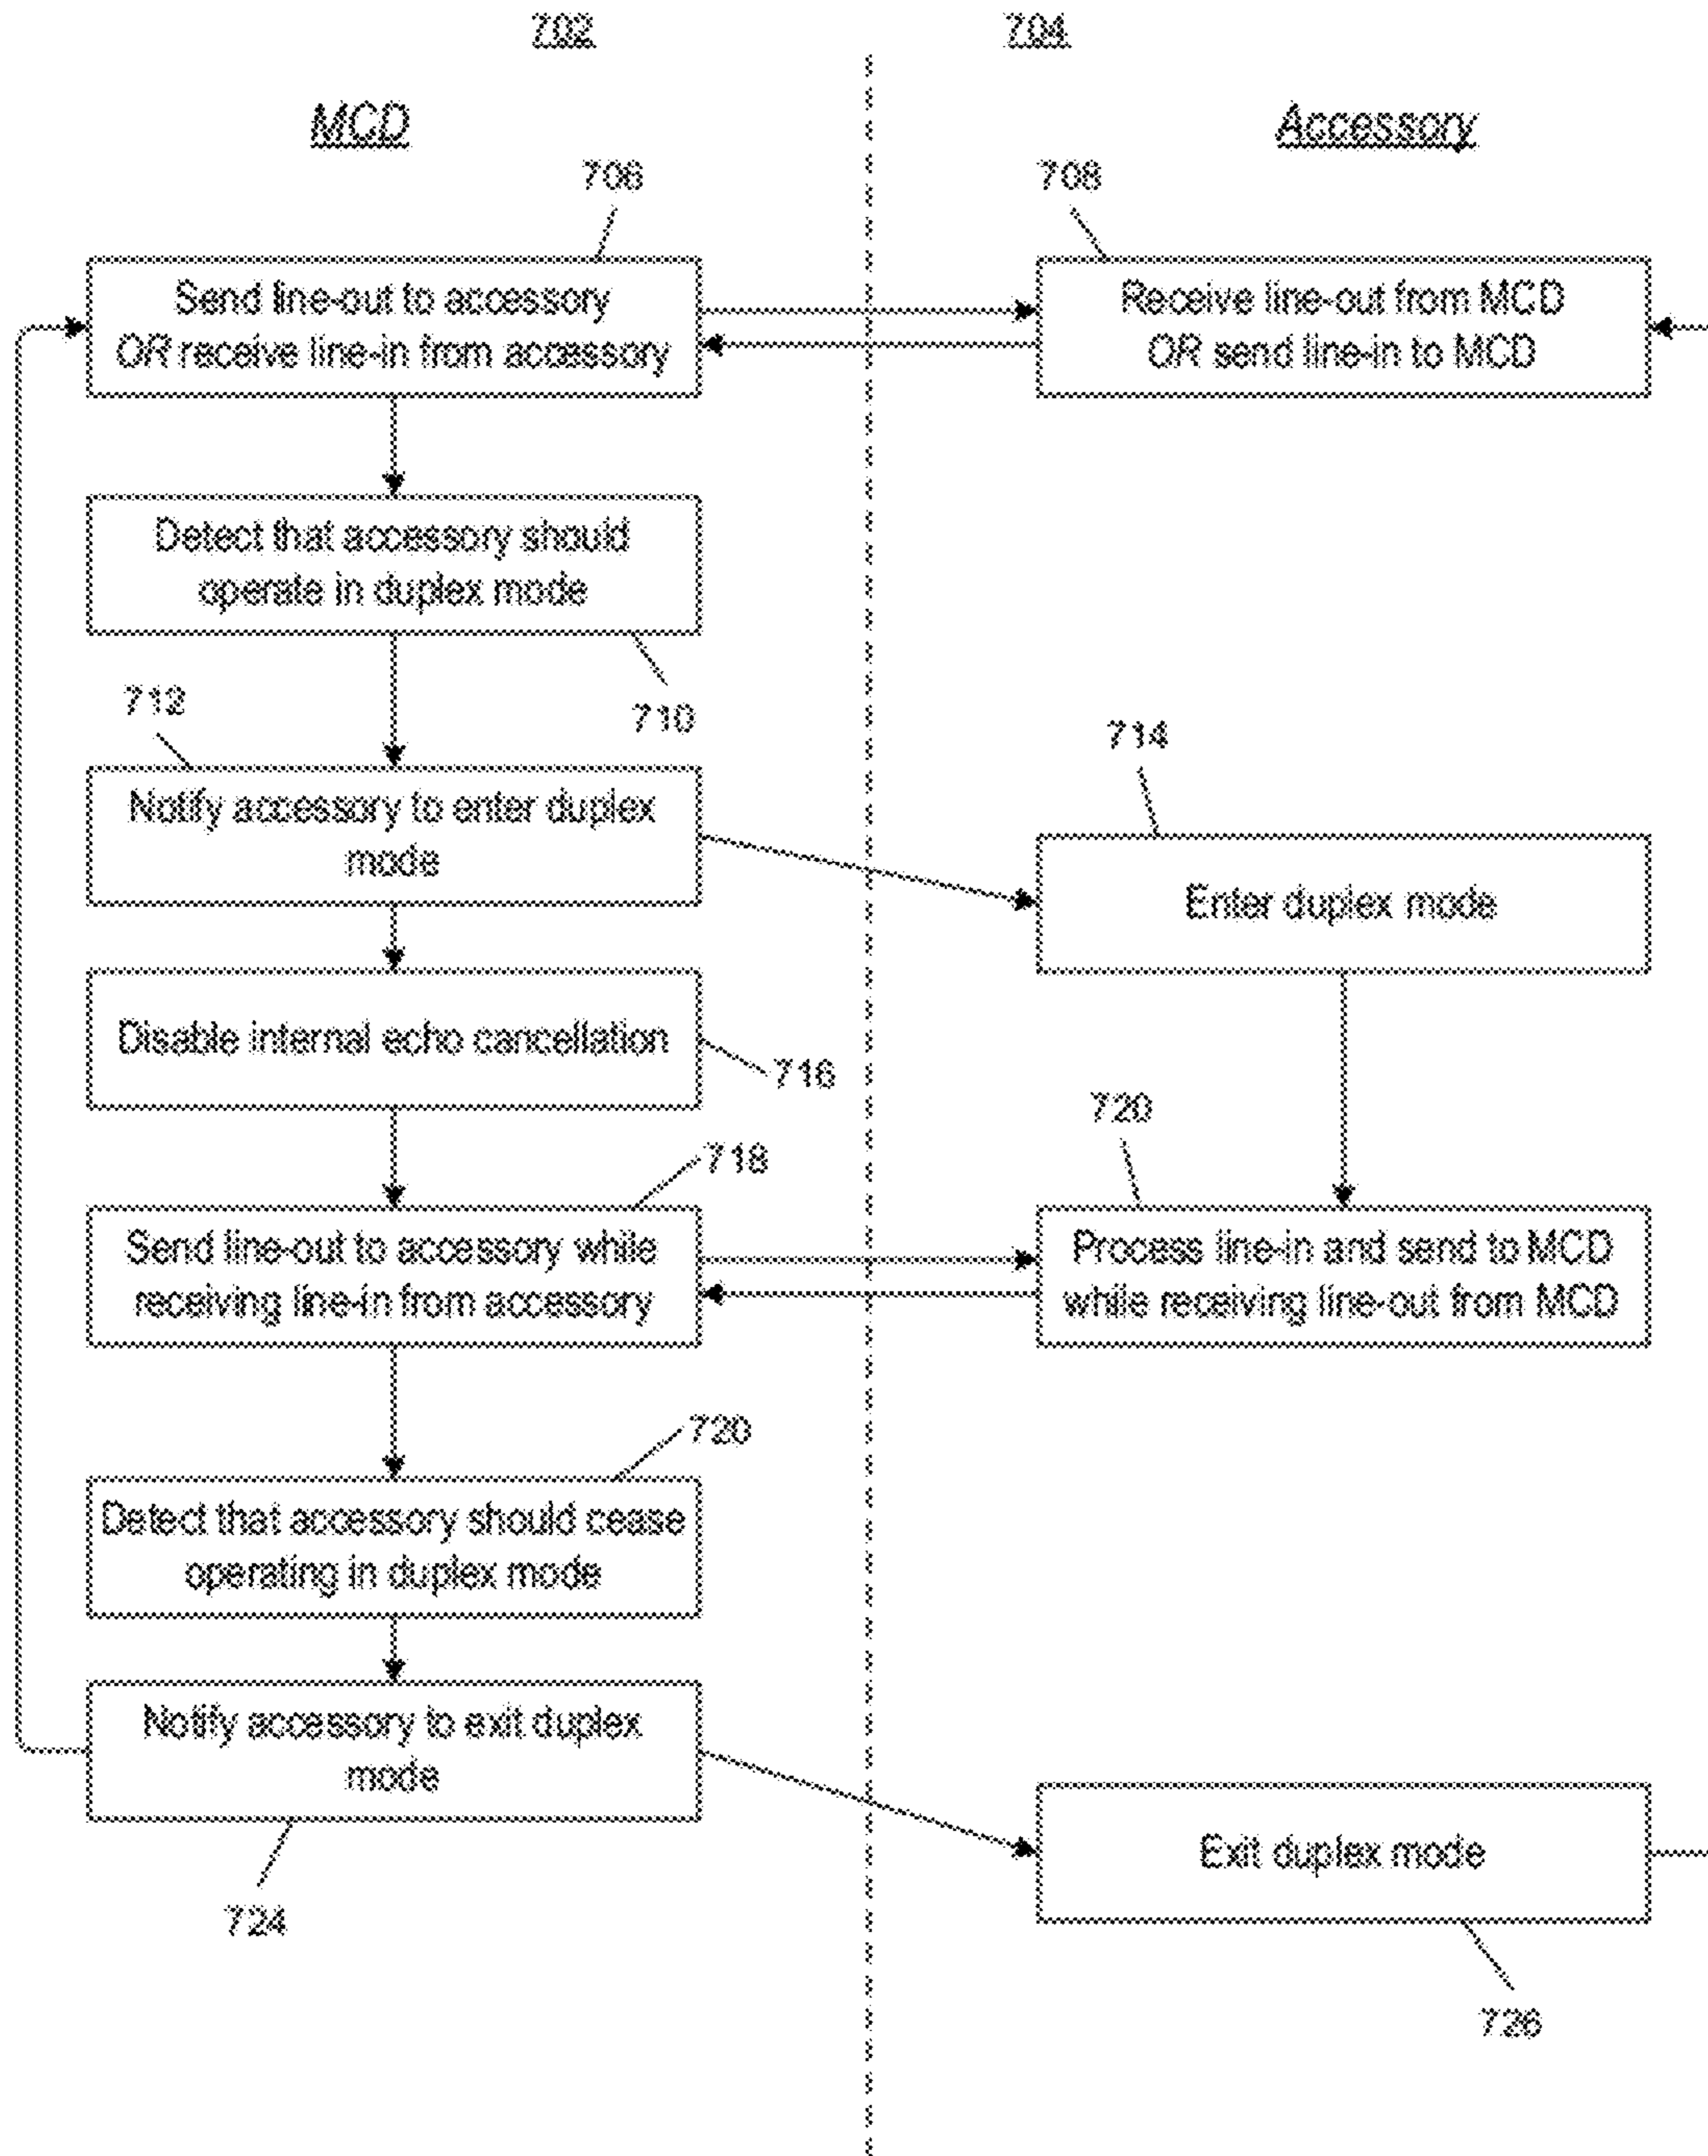 702
704
MCD
Accessory
706
708
Send line-out to accessory
OR receive line-in from accessory
Receive line-out from MCD
OR send line-in to MCD
Detect that accessory should
operate in duplex mode
710
712
714
Notify accessory to enter duplex
mode
Enter duplex mode
Disable internal echo cancellation
716
718
720
Send line-out to accessory while
receiving line-in from accessory
Process line-in and send to MCD
while receiving line-out from MCD
720
Detect that accessory should cease
operating in duplex mode
Notify accessory to exit duplex
mode
Exit duplex mode
724
726